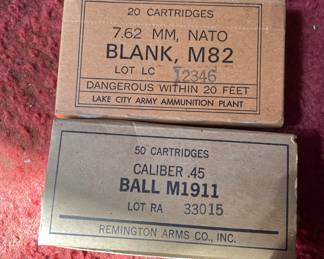 20 CARTRIDGES
7.62 MM, NATO
BLANK, M82
LOT LC 12346
DANGEROUS WITHIN 20 FEET
LAKE CITY ARMY AMMUNITION PLANT
50 CARTRIDGES
CALIBER .45
BALL M1911
LOT RA 33015
REMINGTON ARMS CO., INC.